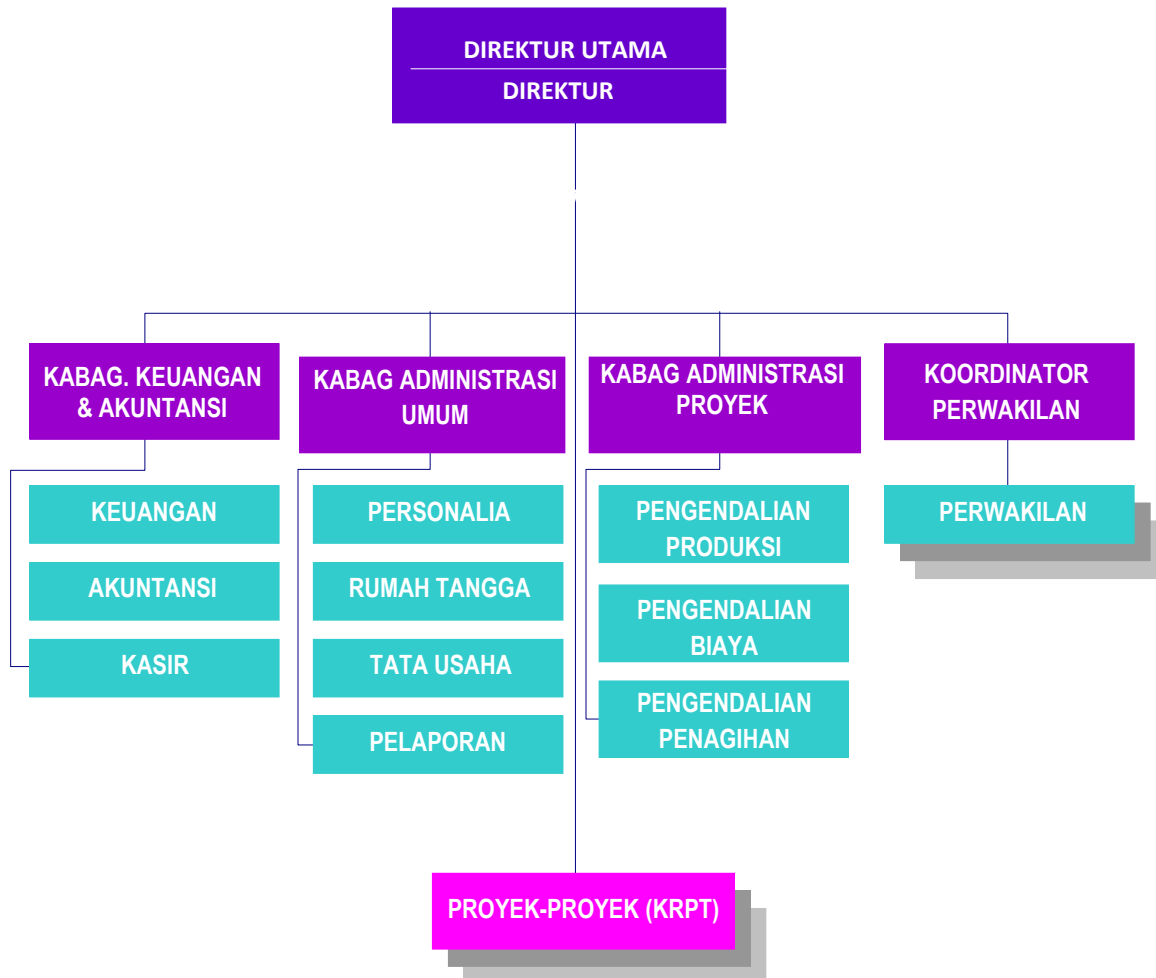 DIREKTUR UTAMA
DIREKTUR
KABAG. KEUANGAN
& AKUNTANSI
KABAG ADMINISTRASI
UMUM
KABAG ADMINISTRASI
PROYEK
KOORDINATOR
PERWAKILAN
KEUANGAN
AKUNTANSI
KASIR
PERSONALIA
RUMAH TANGGA
TATA USAHA
PELAPORAN
PENGENDALIAN
PRODUKSI
PENGENDALIAN
BIAYA
PENGENDALIAN
PENAGIHAN
PERWAKILAN
PROYEK-PROYEK (KRPT)